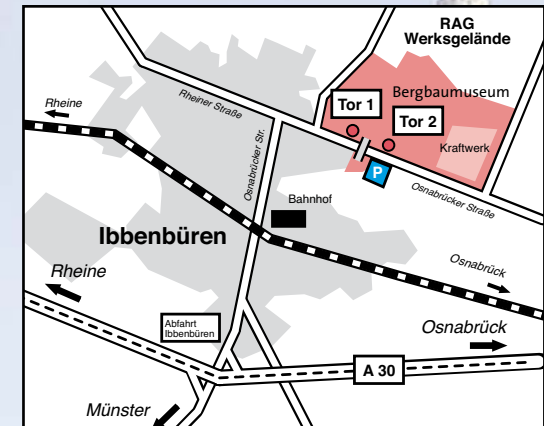 RAG
Werksgelände
Rheine
Rheiner Straße
Tor 1
Bergbaumuseum
Tor 2
Kraftwerk
Osnabrücker Str.
P
Osnabrücker Straße
Bahnhof
Ibbenbüren
Rheine
Osnabrück
Abfahrt
Ibbenbüren
Osnabrück
A 30
Münster